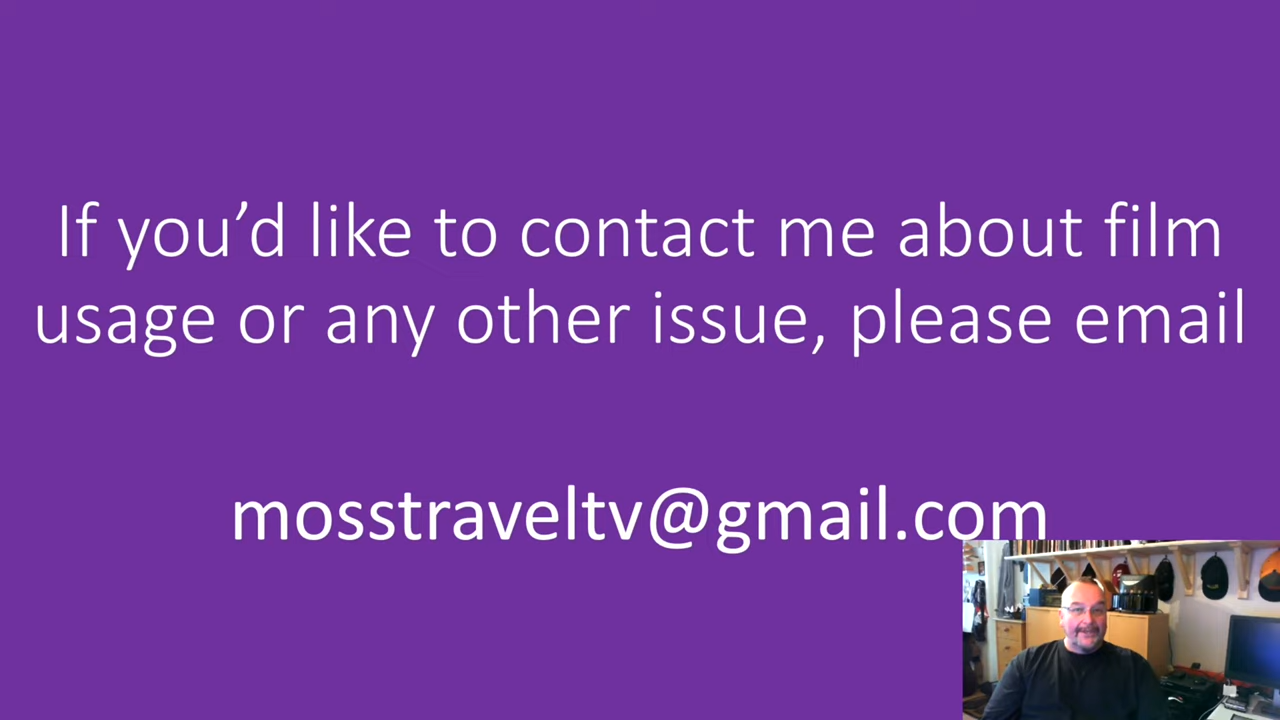 If you’d like to contact me about film
usage or any other issue, please email
mosstraveltv@gmail.com